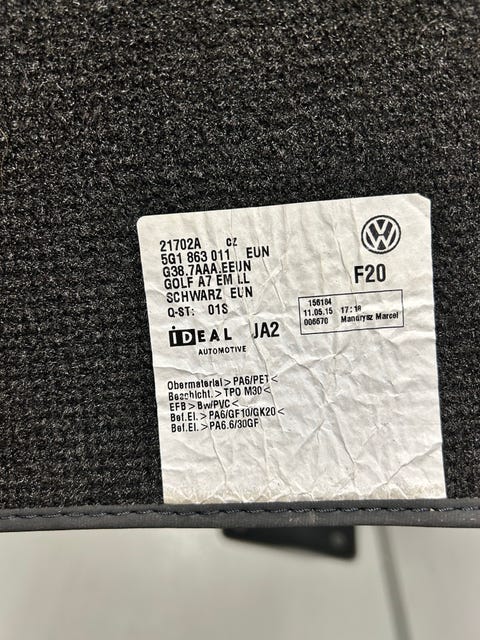 21702A CZ
5G1 863 011 EUN
G38.7AAA.EEUN
GOLF A7 EM LL
SCHWARZ EUN
Q-ST: 01S
F20
156184
11.05.15 17:18
006670 Mandrysz Marcel
iDEAL JA2
AUTOMOTIVE
Obermaterial>PA6/PET<
Beschicht.>TPO M30<
EFB>Bw/PVC<
Bef.El.>PA6/GF10/GK20<
Bef.El.>PA6.6/30GF